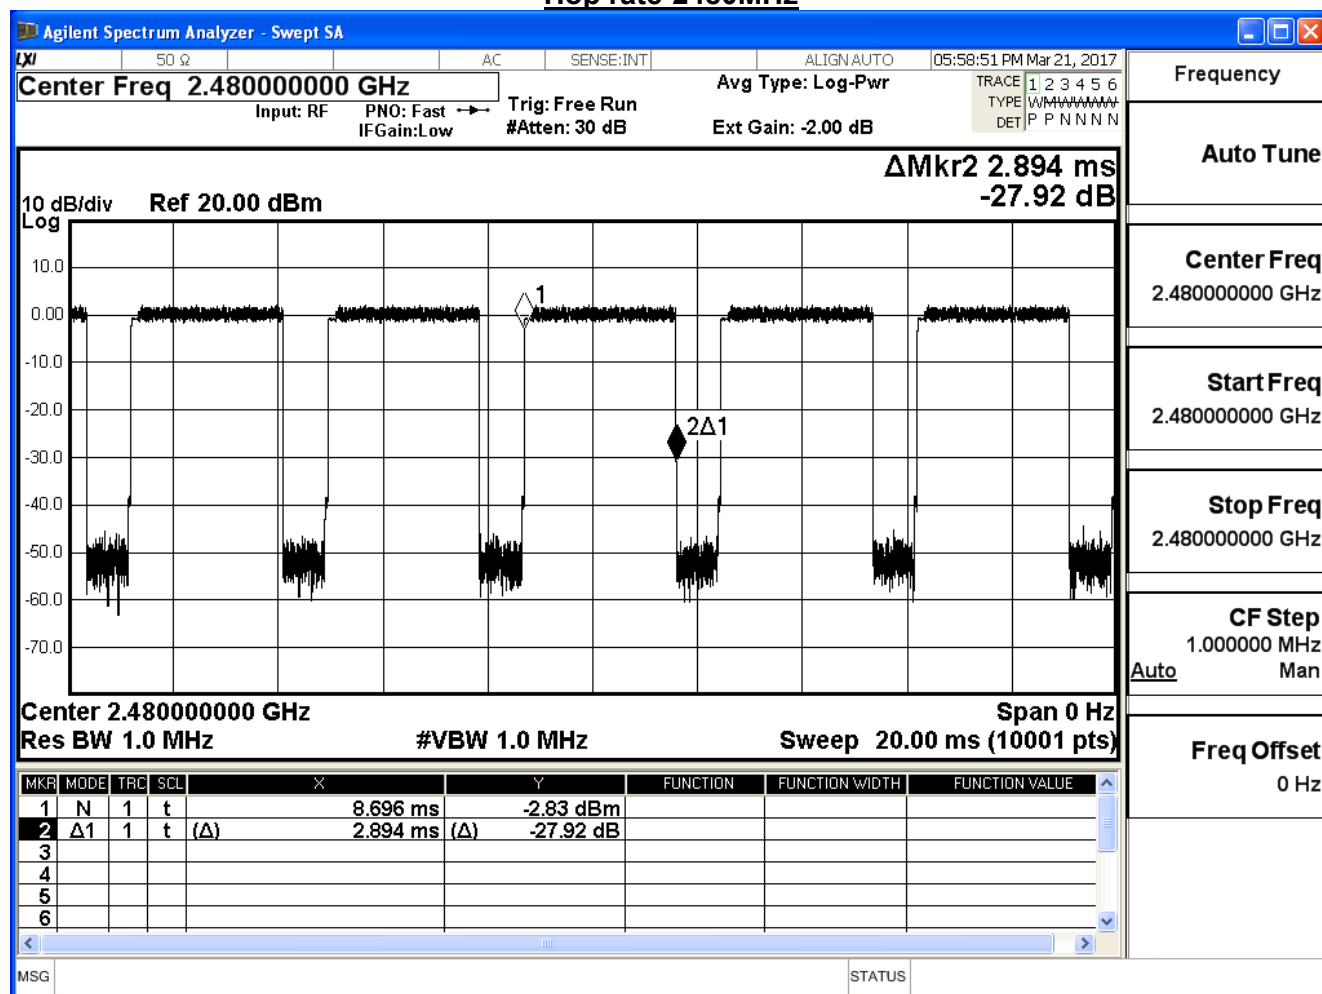 Hop rate 2480MHz
Agilent Spectrum Analyzer - Swept SA
LXI 50 Ω AC SENSE:INT ALIGN AUTO 05:58:51 PM Mar 21, 2017
Center Freq 2.480000000 GHz
Input: RF PNO: Fast
IFGain:Low
Trig: Free Run
#Atten: 30 dB
Avg Type: Log-Pwr
Ext Gain: -2.00 dB
TRACE 1 2 3 4 5 6
TYPE WMWWWW
DET P P N N N N
ΔMkr2 2.894 ms
-27.92 dB
10 dB/div Ref 20.00 dBm
Log
10.0
0.00
-10.0
-20.0
-30.0
-40.0
-50.0
-60.0
-70.0
1
2Δ1
Center 2.480000000 GHz Span 0 Hz
Res BW 1.0 MHz #VBW 1.0 MHz Sweep 20.00 ms (10001 pts)
MKR MODE TRC SCL X Y FUNCTION FUNCTION WIDTH FUNCTION VALUE
1 N 1 t 8.696 ms -2.83 dBm
2 Δ1 1 t (Δ) 2.894 ms (Δ) -27.92 dB
3
4
5
6
MSG STATUS
Frequency
Auto Tune
Center Freq
2.480000000 GHz
Start Freq
2.480000000 GHz
Stop Freq
2.480000000 GHz
CF Step
1.000000 MHz
Auto Man
Freq Offset
0 Hz